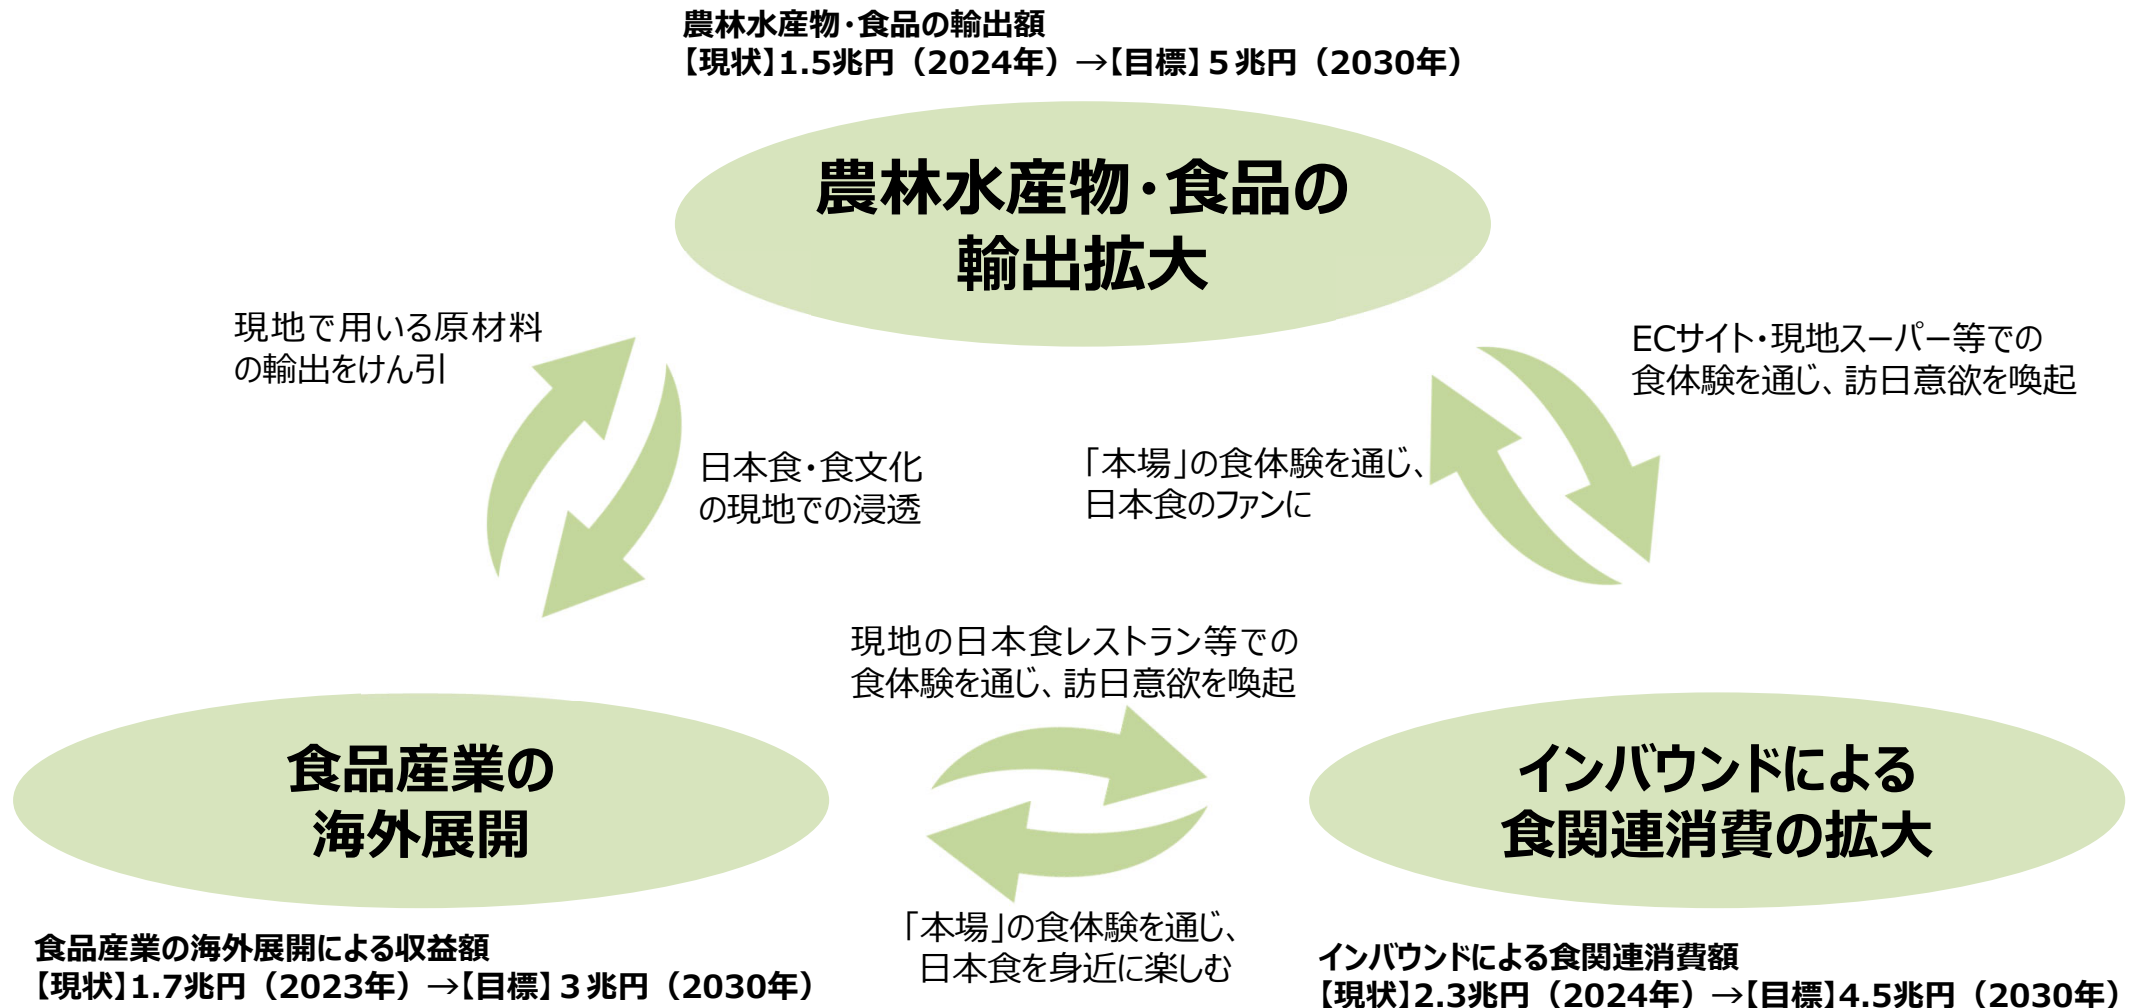 農林水産物･食品の輸出額
【現状】1.5兆円（2024年）→【目標】５兆円（2030年）
農林水産物･食品の
輸出拡大
現地で用いる原材料
の輸出をけん引
ECサイト・現地スーパー等での
食体験を通じ、訪日意欲を喚起
日本食・食文化
の現地での浸透
「本場」の食体験を通じ、
日本食のファンに
現地の日本食レストラン等での
食体験を通じ、訪日意欲を喚起
食品産業の
海外展開
インバウンドによる
食関連消費の拡大
「本場」の食体験を通じ、
日本食を身近に楽しむ
食品産業の海外展開による収益額
【現状】1.7兆円（2023年）→【目標】３兆円（2030年）
インバウンドによる食関連消費額
【現状】2.3兆円（2024年）→【目標】4.5兆円（2030年）